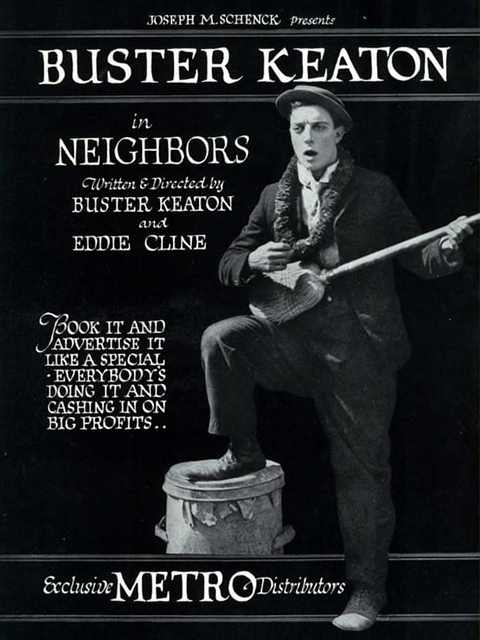 JOSEPH M. SCHENCK presents
BUSTER KEATON
in
NEIGHBORS
Written & Directed by
BUSTER KEATON
and
EDDIE CLINE
BOOK IT AND
ADVERTISE IT
LIKE A SPECIAL
·EVERYBODY'S
DOING IT AND
CASHING IN ON
BIG PROFITS..
Exclusive METRO Distributors